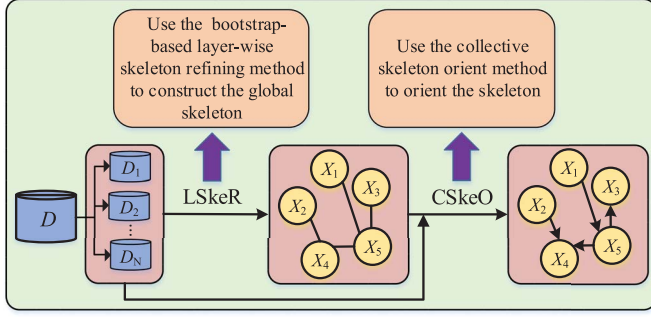 Use the bootstrap-
based layer-wise
skeleton refining method
to construct the global
skeleton
Use the collective
skeleton orient method
to orient the skeleton
D
D1
D2
⋮
DN
LSkeR
X1
X2
X3
X4
X5
CSkeO
X1
X2
X3
X4
X5